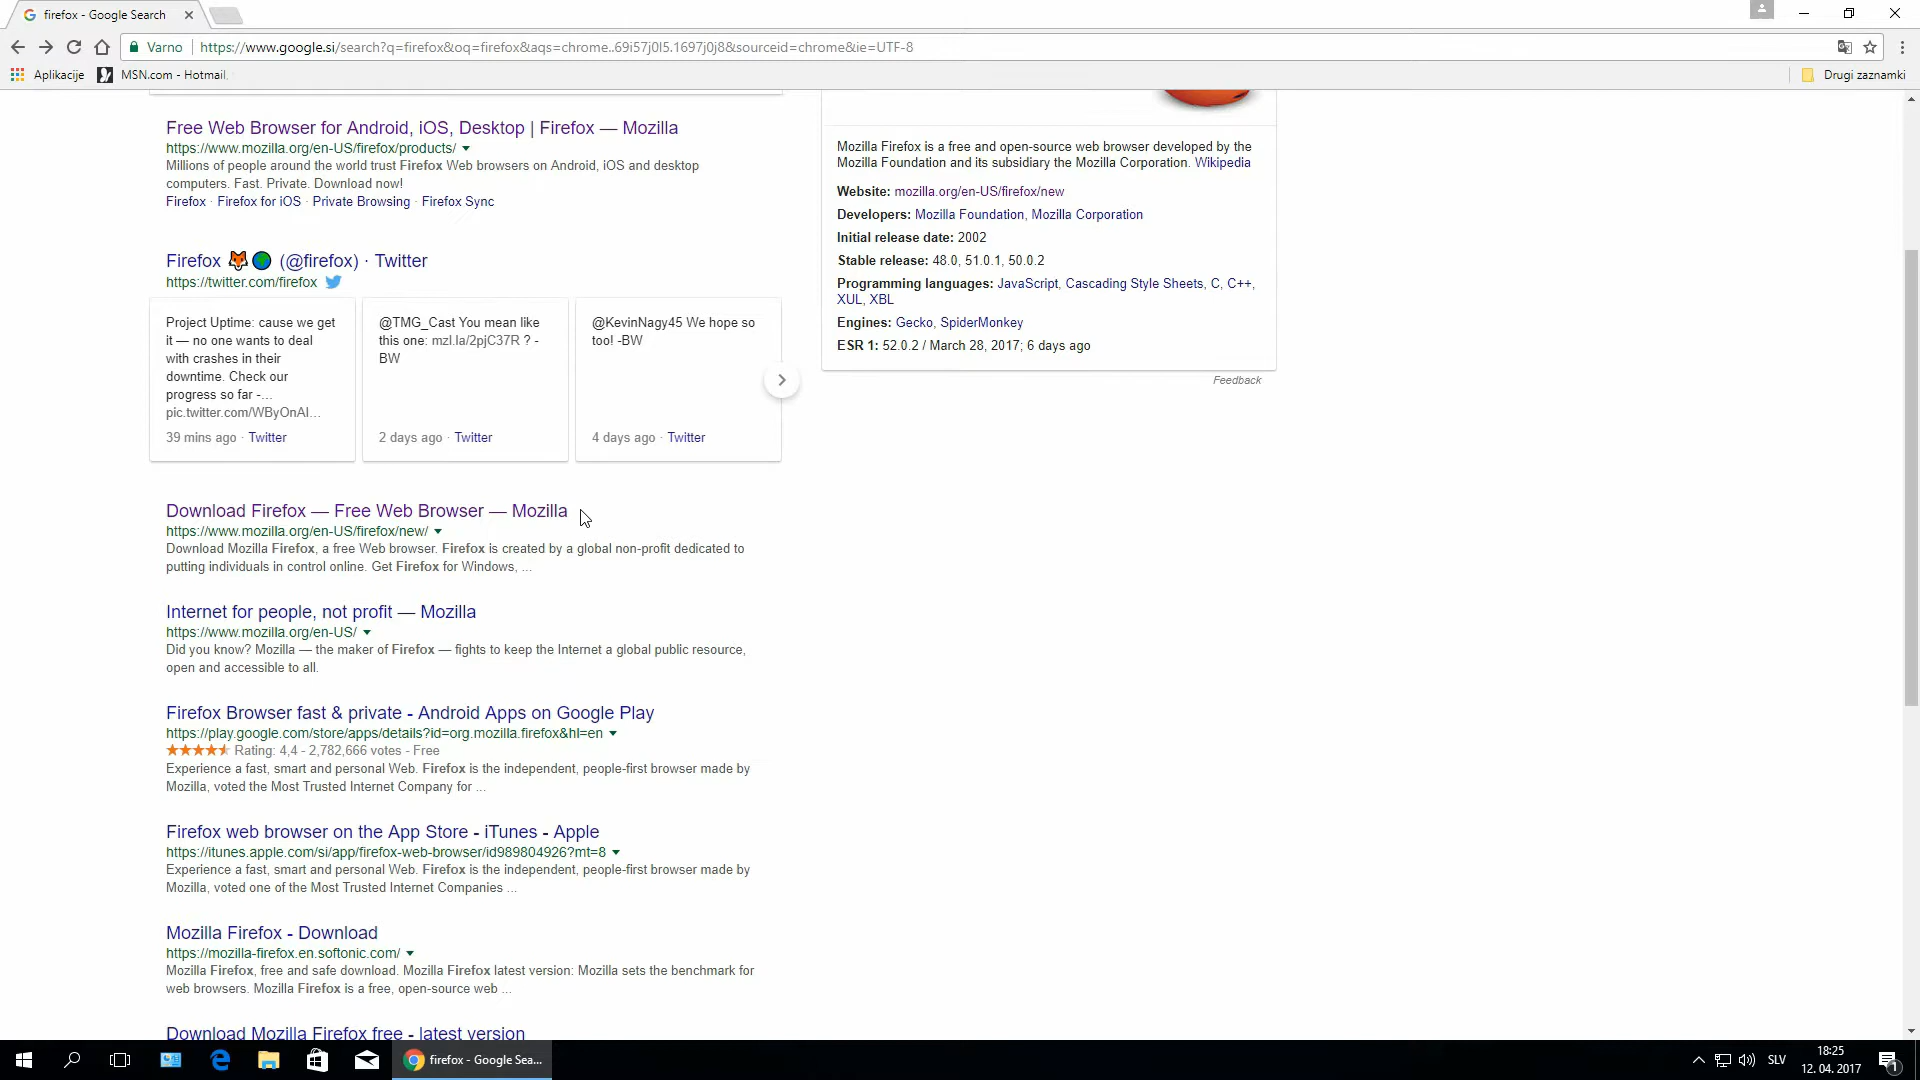 firefox - Google Search
Varno
https://www.google.si/search?q=firefox&oq=firefox&aqs=chrome..69i57j0l5.1697j0j8&sourceid=chrome&ie=UTF-8
Aplikacije
MSN.com - Hotmail.
Drugi zaznamki
Free Web Browser for Android, iOS, Desktop | Firefox — Mozilla
https://www.mozilla.org/en-US/firefox/products/
Millions of people around the world trust Firefox Web browsers on Android, iOS and desktop
computers. Fast. Private. Download now!
Firefox · Firefox for iOS · Private Browsing · Firefox Sync
Firefox 🦊🌍 (@firefox) · Twitter
https://twitter.com/firefox
Project Uptime: cause we get
it — no one wants to deal
with crashes in their
downtime. Check our
progress so far -...
pic.twitter.com/WByOnAI...
39 mins ago · Twitter
@TMG_Cast You mean like
this one: mzl.la/2pjC37R ? -
BW
2 days ago · Twitter
@KevinNagy45 We hope so
too! -BW
4 days ago · Twitter
Download Firefox — Free Web Browser — Mozilla
https://www.mozilla.org/en-US/firefox/new/
Download Mozilla Firefox, a free Web browser. Firefox is created by a global non-profit dedicated to
putting individuals in control online. Get Firefox for Windows, ...
Internet for people, not profit — Mozilla
https://www.mozilla.org/en-US/
Did you know? Mozilla — the maker of Firefox — fights to keep the Internet a global public resource,
open and accessible to all.
Firefox Browser fast & private - Android Apps on Google Play
https://play.google.com/store/apps/details?id=org.mozilla.firefox&hl=en
Rating: 4,4 - 2,782,666 votes - Free
Experience a fast, smart and personal Web. Firefox is the independent, people-first browser made by
Mozilla, voted the Most Trusted Internet Company for ...
Firefox web browser on the App Store - iTunes - Apple
https://itunes.apple.com/si/app/firefox-web-browser/id989804926?mt=8
Experience a fast, smart and personal Web. Firefox is the independent, people-first browser made by
Mozilla, voted one of the Most Trusted Internet Companies ...
Mozilla Firefox - Download
https://mozilla-firefox.en.softonic.com/
Mozilla Firefox, free and safe download. Mozilla Firefox latest version: Mozilla sets the benchmark for
web browsers. Mozilla Firefox is a free, open-source web ...
Download Mozilla Firefox free - latest version
Mozilla Firefox is a free and open-source web browser developed by the
Mozilla Foundation and its subsidiary the Mozilla Corporation. Wikipedia
Website: mozilla.org/en-US/firefox/new
Developers: Mozilla Foundation, Mozilla Corporation
Initial release date: 2002
Stable release: 48.0, 51.0.1, 50.0.2
Programming languages: JavaScript, Cascading Style Sheets, C, C++,
XUL, XBL
Engines: Gecko, SpiderMonkey
ESR 1: 52.0.2 / March 28, 2017; 6 days ago
Feedback
firefox - Google Sea...
SLV
18:25
12. 04. 2017
1